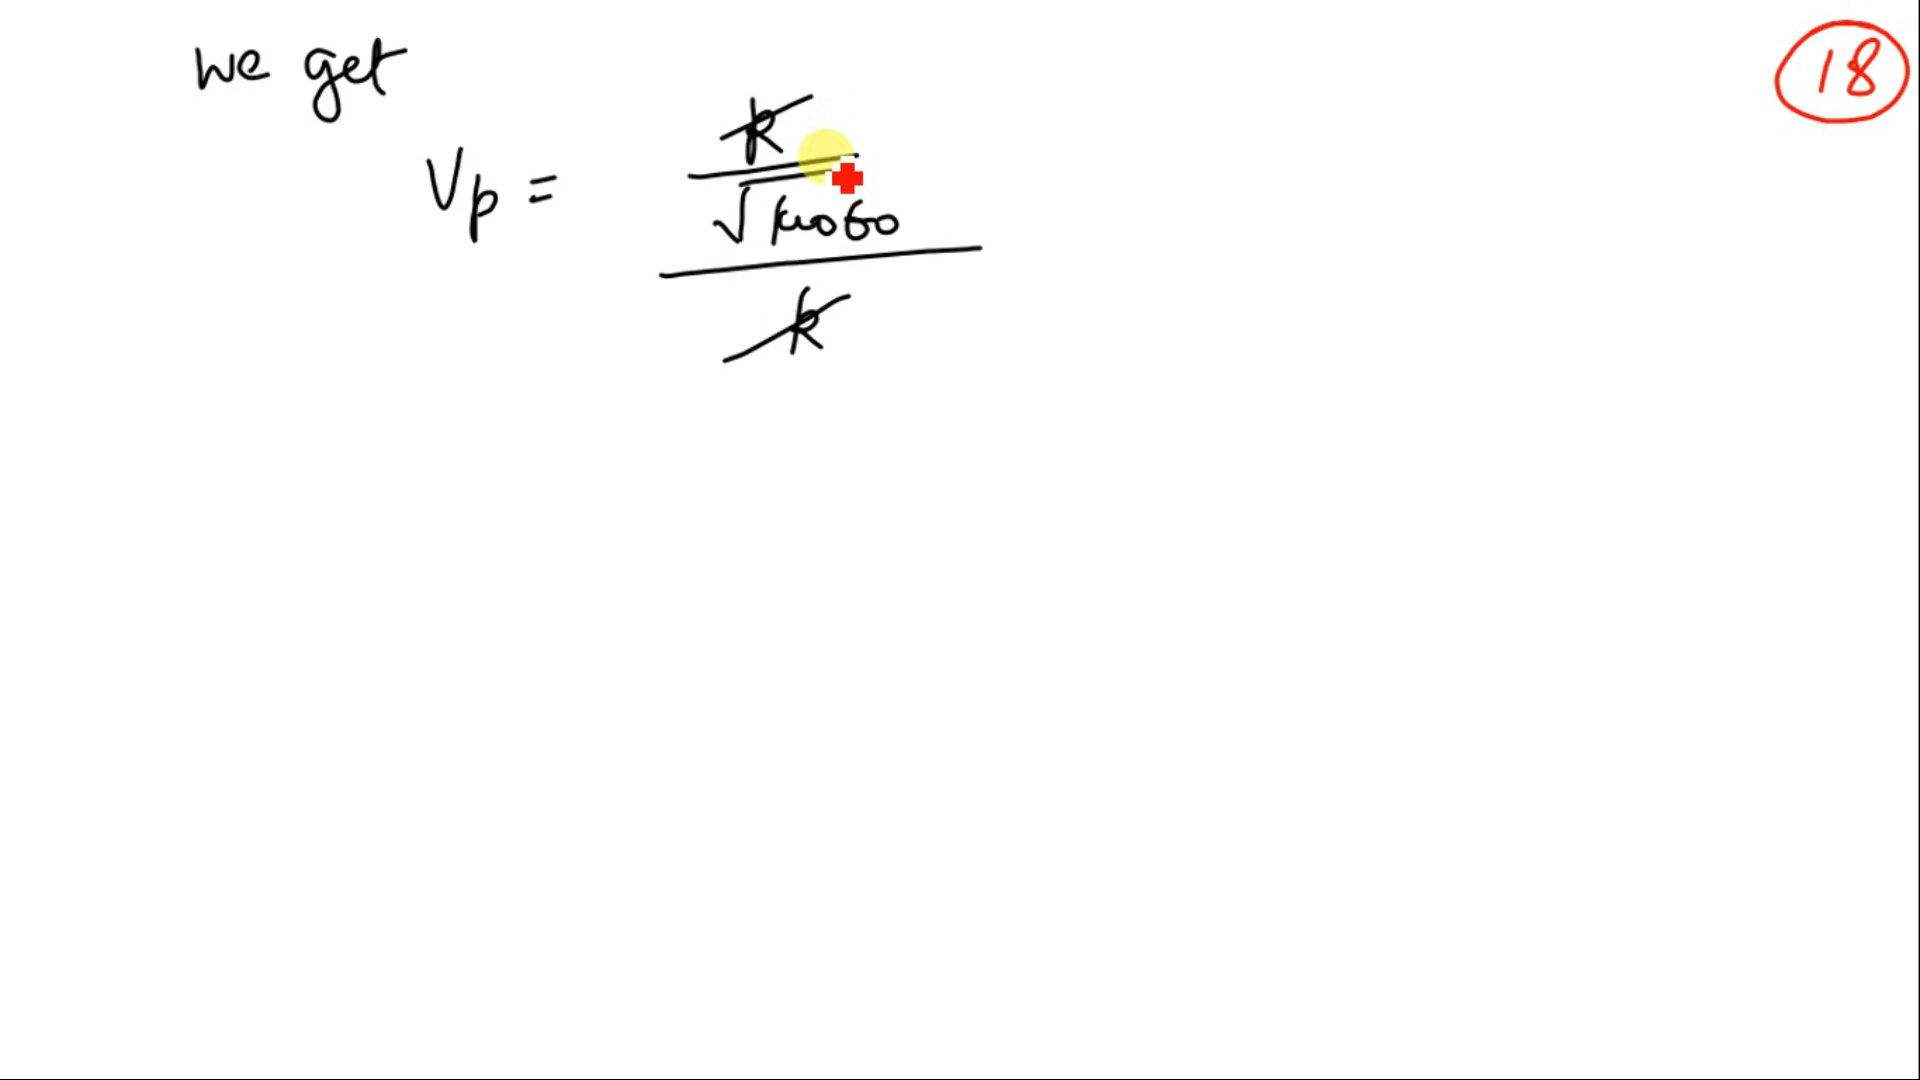 we get
18
Vp = k
√μ0ϵ0
k